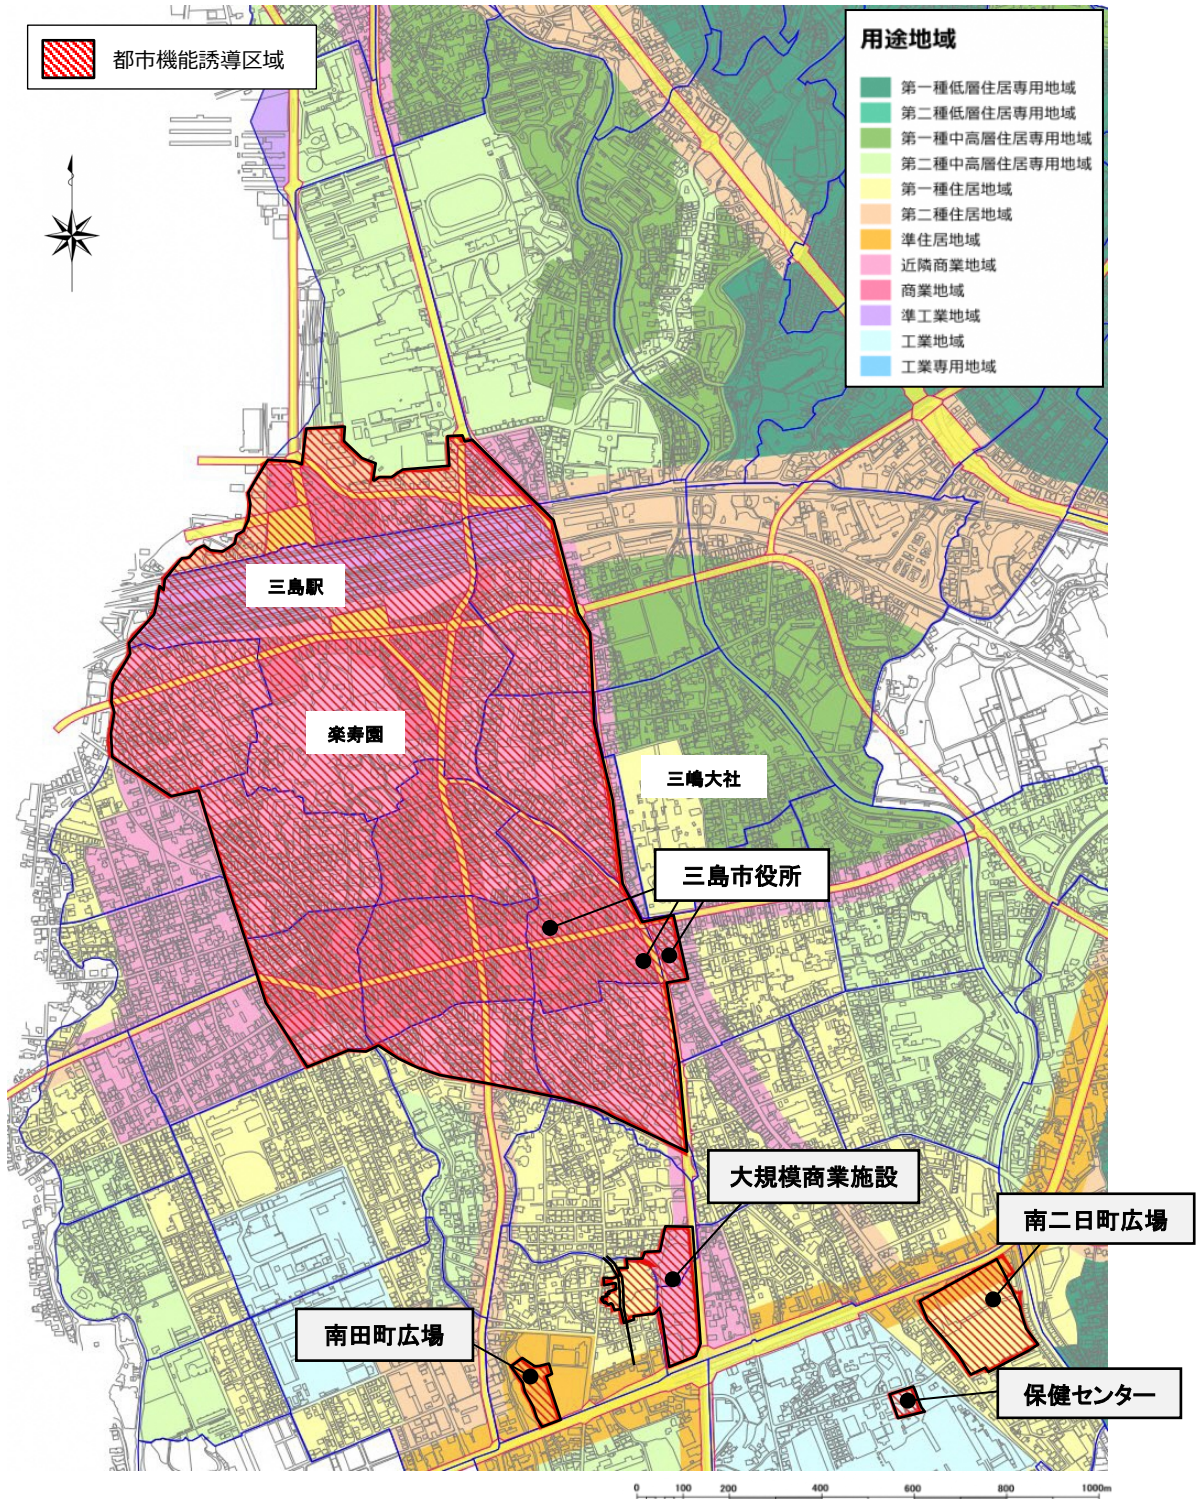 都市機能誘導区域
用途地域
第一種低層住居専用地域
第二種低層住居専用地域
第一種中高層住居専用地域
第二種中高層住居専用地域
第一種住居地域
第二種住居地域
準住居地域
近隣商業地域
商業地域
準工業地域
工業地域
工業専用地域
三島駅
楽寿園
三嶋大社
三島市役所
大規模商業施設
南二日町広場
南田町広場
保健センター
0 100 200 400 600 800 1000m